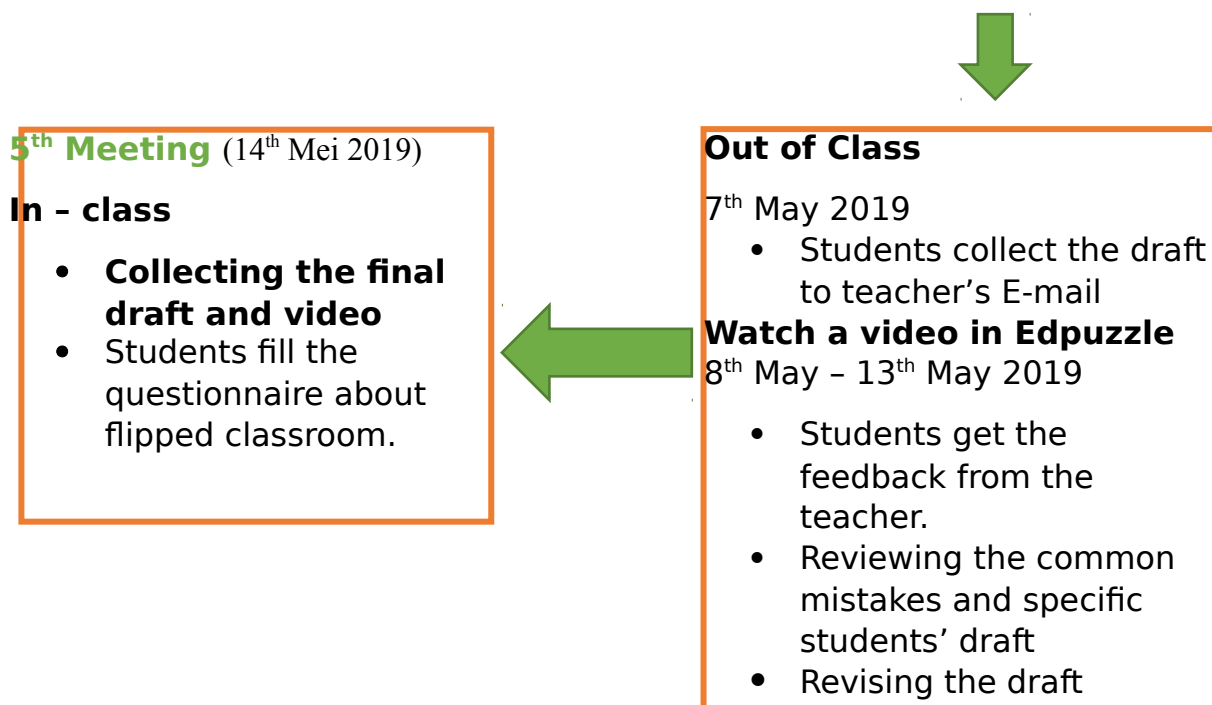 5th Meeting (14th Mei 2019)
In – class
• Collecting the final
draft and video
• Students fill the
questionnaire about
flipped classroom.
Out of Class
7th May 2019
• Students collect the draft
to teacher’s E-mail
Watch a video in Edpuzzle
8th May – 13th May 2019
• Students get the
feedback from the
teacher.
• Reviewing the common
mistakes and specific
students’ draft
• Revising the draft